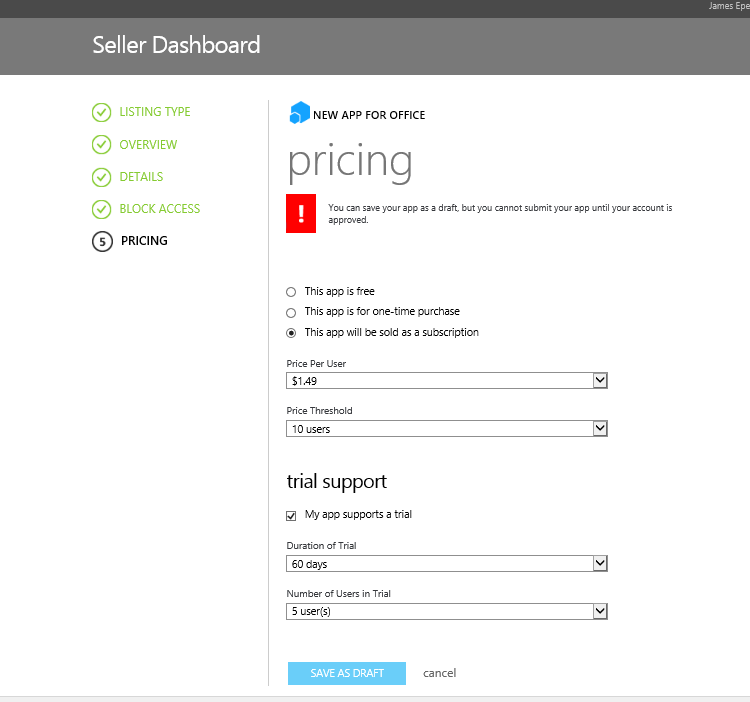 James Epe
Seller Dashboard
LISTING TYPE
OVERVIEW
DETAILS
BLOCK ACCESS
5 PRICING
NEW APP FOR OFFICE
pricing
! You can save your app as a draft, but you cannot submit your app until your account is
approved.
This app is free
This app is for one-time purchase
This app will be sold as a subscription
Price Per User
$1.49
Price Threshold
10 users
trial support
My app supports a trial
Duration of Trial
60 days
Number of Users in Trial
5 user(s)
SAVE AS DRAFT cancel